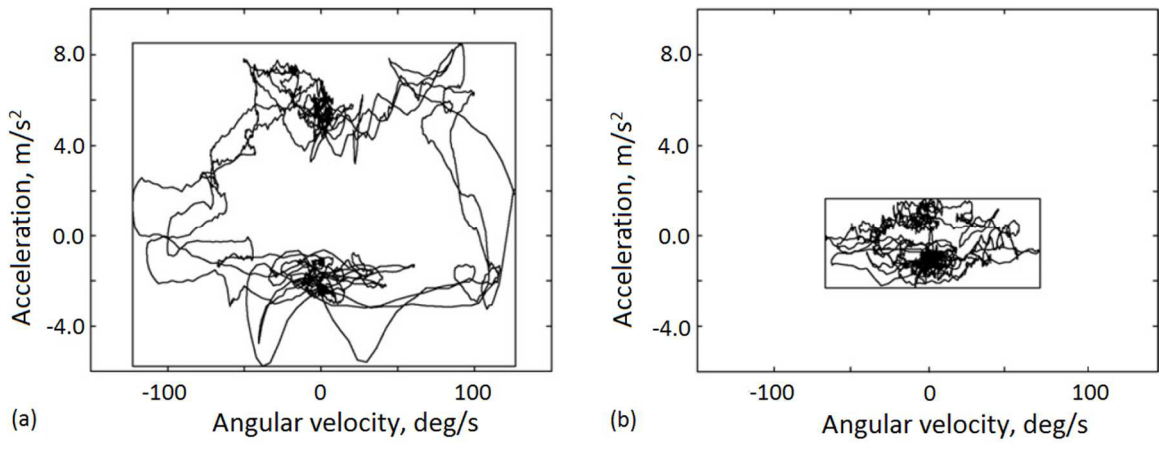 8.0
4.0
0.0
-4.0
Acceleration, m/s²
-100
0
100
(a)
Angular velocity, deg/s
8.0
4.0
0.0
-4.0
Acceleration, m/s²
-100
0
100
(b)
Angular velocity, deg/s